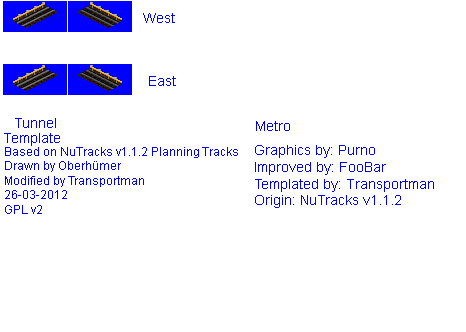 West
East
Tunnel
Template
Based on NuTracks v1.1.2 Planning Tracks
Drawn by Oberhümer
Modified by Transportman
26-03-2012
GPL v2
Metro
Graphics by: Purno
Improved by: FooBar
Templated by: Transportman
Origin: NuTracks v1.1.2